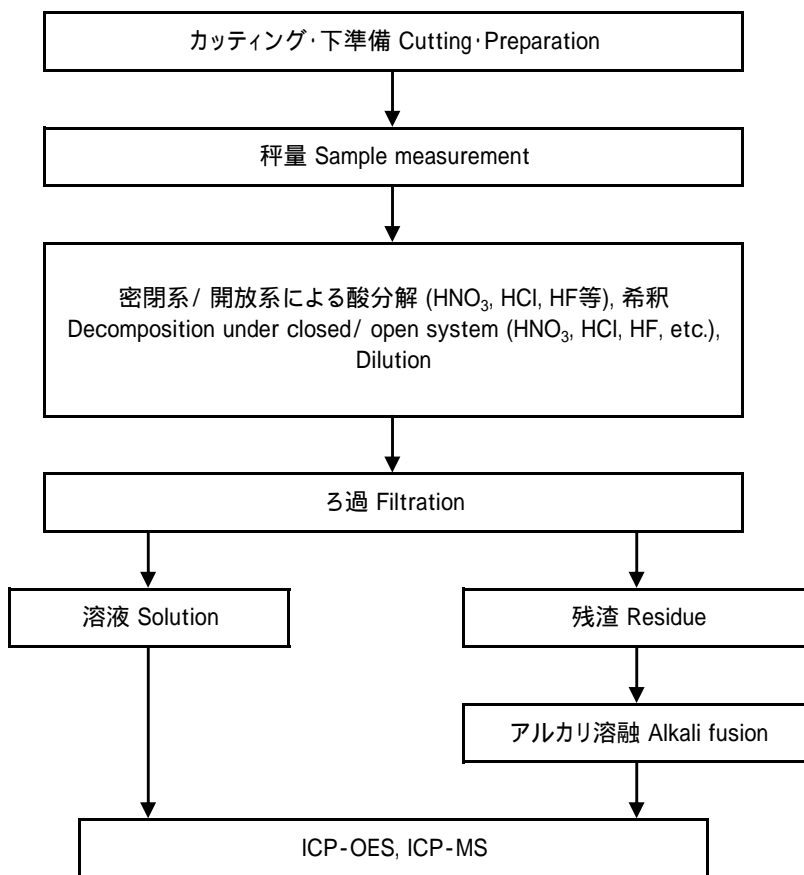 カッティング･下準備 Cutting･Preparation
秤量 Sample measurement
密閉系/ 開放系による酸分解 (HNO₃, HCl, HF等), 希釈
Decomposition under closed/ open system (HNO₃, HCl, HF, etc.),
Dilution
ろ過 Filtration
溶液 Solution
残渣 Residue
アルカリ溶融 Alkali fusion
ICP-OES, ICP-MS